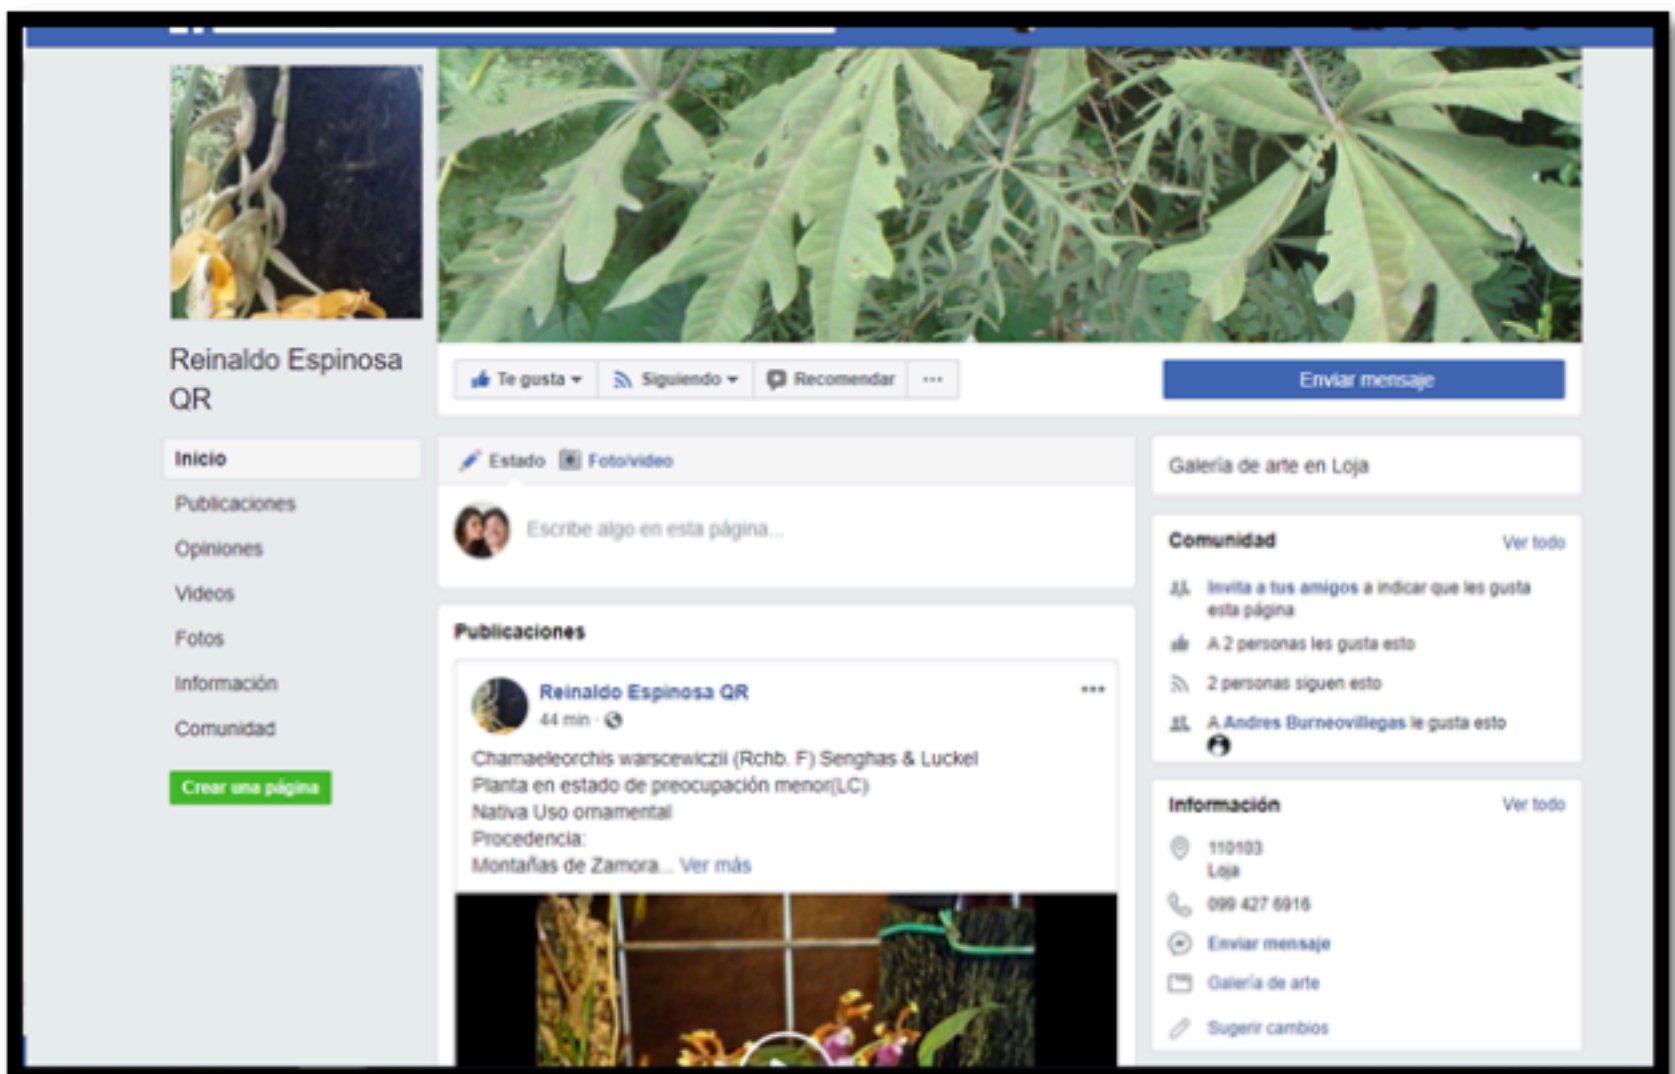 Reinaldo Espinosa
QR
Inicio
Publicaciones
Opiniones
Videos
Fotos
Información
Comunidad
Crear una página
Te gusta
Siguiendo
Recomendar
...
Enviar mensaje
Estado
Foto/video
Escribe algo en esta página...
Publicaciones
Reinaldo Espinosa QR
44 min ·
Chamaeleorchis warscewiczii (Rchb. F) Senghas & Luckel
Planta en estado de preocupación menor(LC)
Nativa Uso ornamental
Procedencia:
Montañas de Zamora... Ver más
Galería de arte en Loja
Comunidad Ver todo
Invita a tus amigos a indicar que les gusta
esta página
A 2 personas les gusta esto
2 personas siguen esto
A Andres Burneovillegas le gusta esto
Información Ver todo
110103
Loja
099 427 6916
Enviar mensaje
Galería de arte
Sugerir cambios